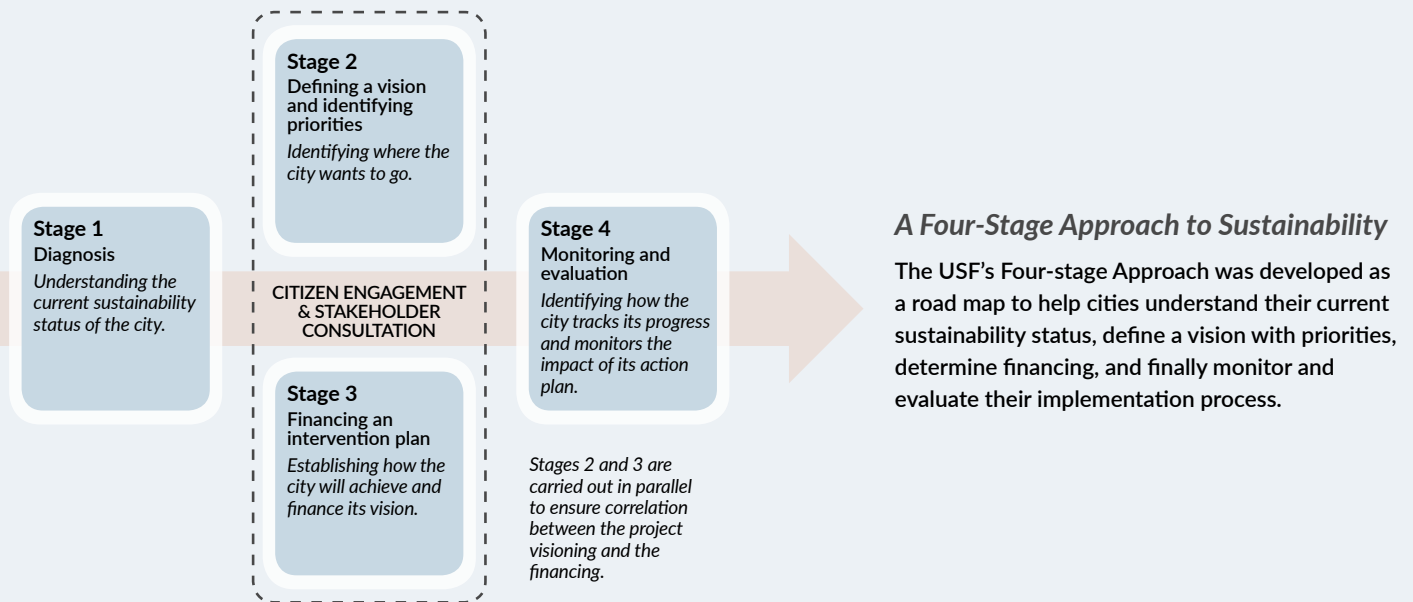 Stage 1
Diagnosis
Understanding the
current sustainability
status of the city.
Stage 2
Defining a vision
and identifying
priorities
Identifying where the
city wants to go.
CITIZEN ENGAGEMENT
& STAKEHOLDER
CONSULTATION
Stage 3
Financing an
intervention plan
Establishing how the
city will achieve and
finance its vision.
Stage 4
Monitoring and
evaluation
Identifying how the
city tracks its progress
and monitors the
impact of its action
plan.
Stages 2 and 3 are
carried out in parallel
to ensure correlation
between the project
visioning and the
financing.
A Four-Stage Approach to Sustainability
The USF’s Four-stage Approach was developed as
a road map to help cities understand their current
sustainability status, define a vision with priorities,
determine financing, and finally monitor and
evaluate their implementation process.